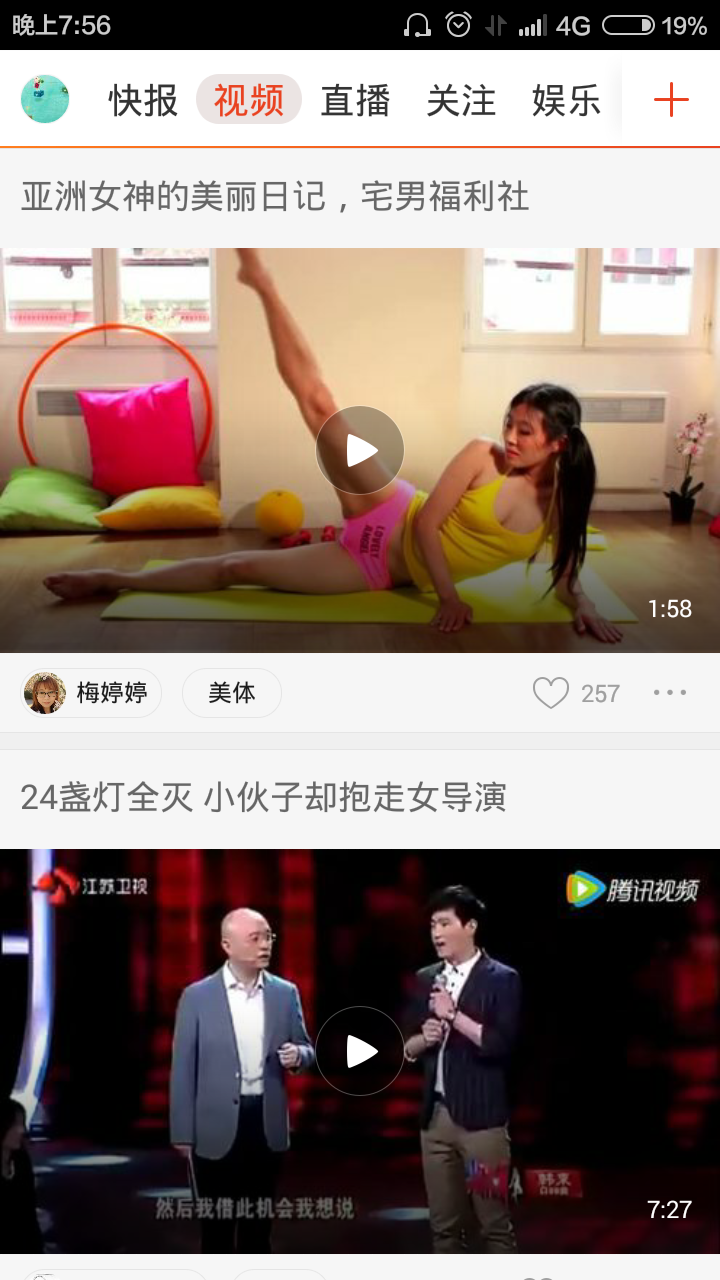 晚上7:56
4G
19%
快报 视频 直播 关注 娱乐
亚洲女神的美丽日记，宅男福利社
LOVELY
ANGEL
1:58
梅婷婷
美体
257
24盏灯全灭 小伙子却抱走女导演
江苏卫视
腾讯视频
然后我借此机会我想说
韩束
7:27